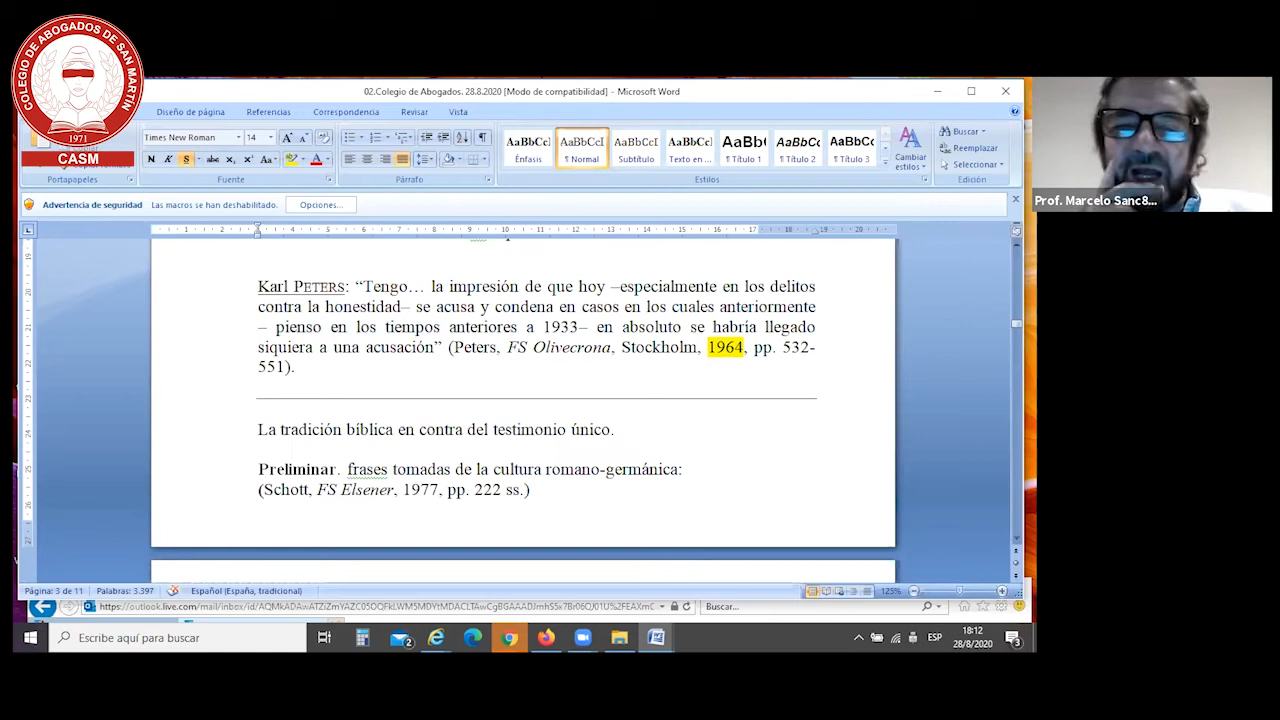 COLEGIO DE ABOGADOS DE SAN MARTÍN
1971
CASM
02.Colegio de Abogados. 28.8.2020 [Modo de compatibilidad] - Microsoft Word
Diseño de página Referencias Correspondencia Revisar Vista
Times New Roman 14
Buscar
Reemplazar
Seleccionar
AaBbCcI AaBbCcI AaBbCcI AaBbCcI AaBbC AaBbCc AaBbCcI
Énfasis ¶ Normal Subtítulo Texto en ... ¶ Título 1 ¶ Título 2 ¶ Título 3
Cambiar estilos
Portapapeles Fuente Párrafo Estilos Edición
Advertencia de seguridad Las macros se han deshabilitado. Opciones...
Prof. Marcelo Sanc8...
Karl PETERS: “Tengo… la impresión de que hoy –especialmente en los delitos
contra la honestidad– se acusa y condena en casos en los cuales anteriormente
– pienso en los tiempos anteriores a 1933– en absoluto se habría llegado
siquiera a una acusación” (Peters, FS Olivecrona, Stockholm, 1964, pp. 532-
551).
La tradición bíblica en contra del testimonio único.
Preliminar. frases tomadas de la cultura romano-germánica:
(Schott, FS Elsener, 1977, pp. 222 ss.)
Página: 3 de 11 Palabras: 3.397 Español (España, tradicional) 125%
Buscar...
Escribe aquí para buscar
ESP
18:12
28/8/2020